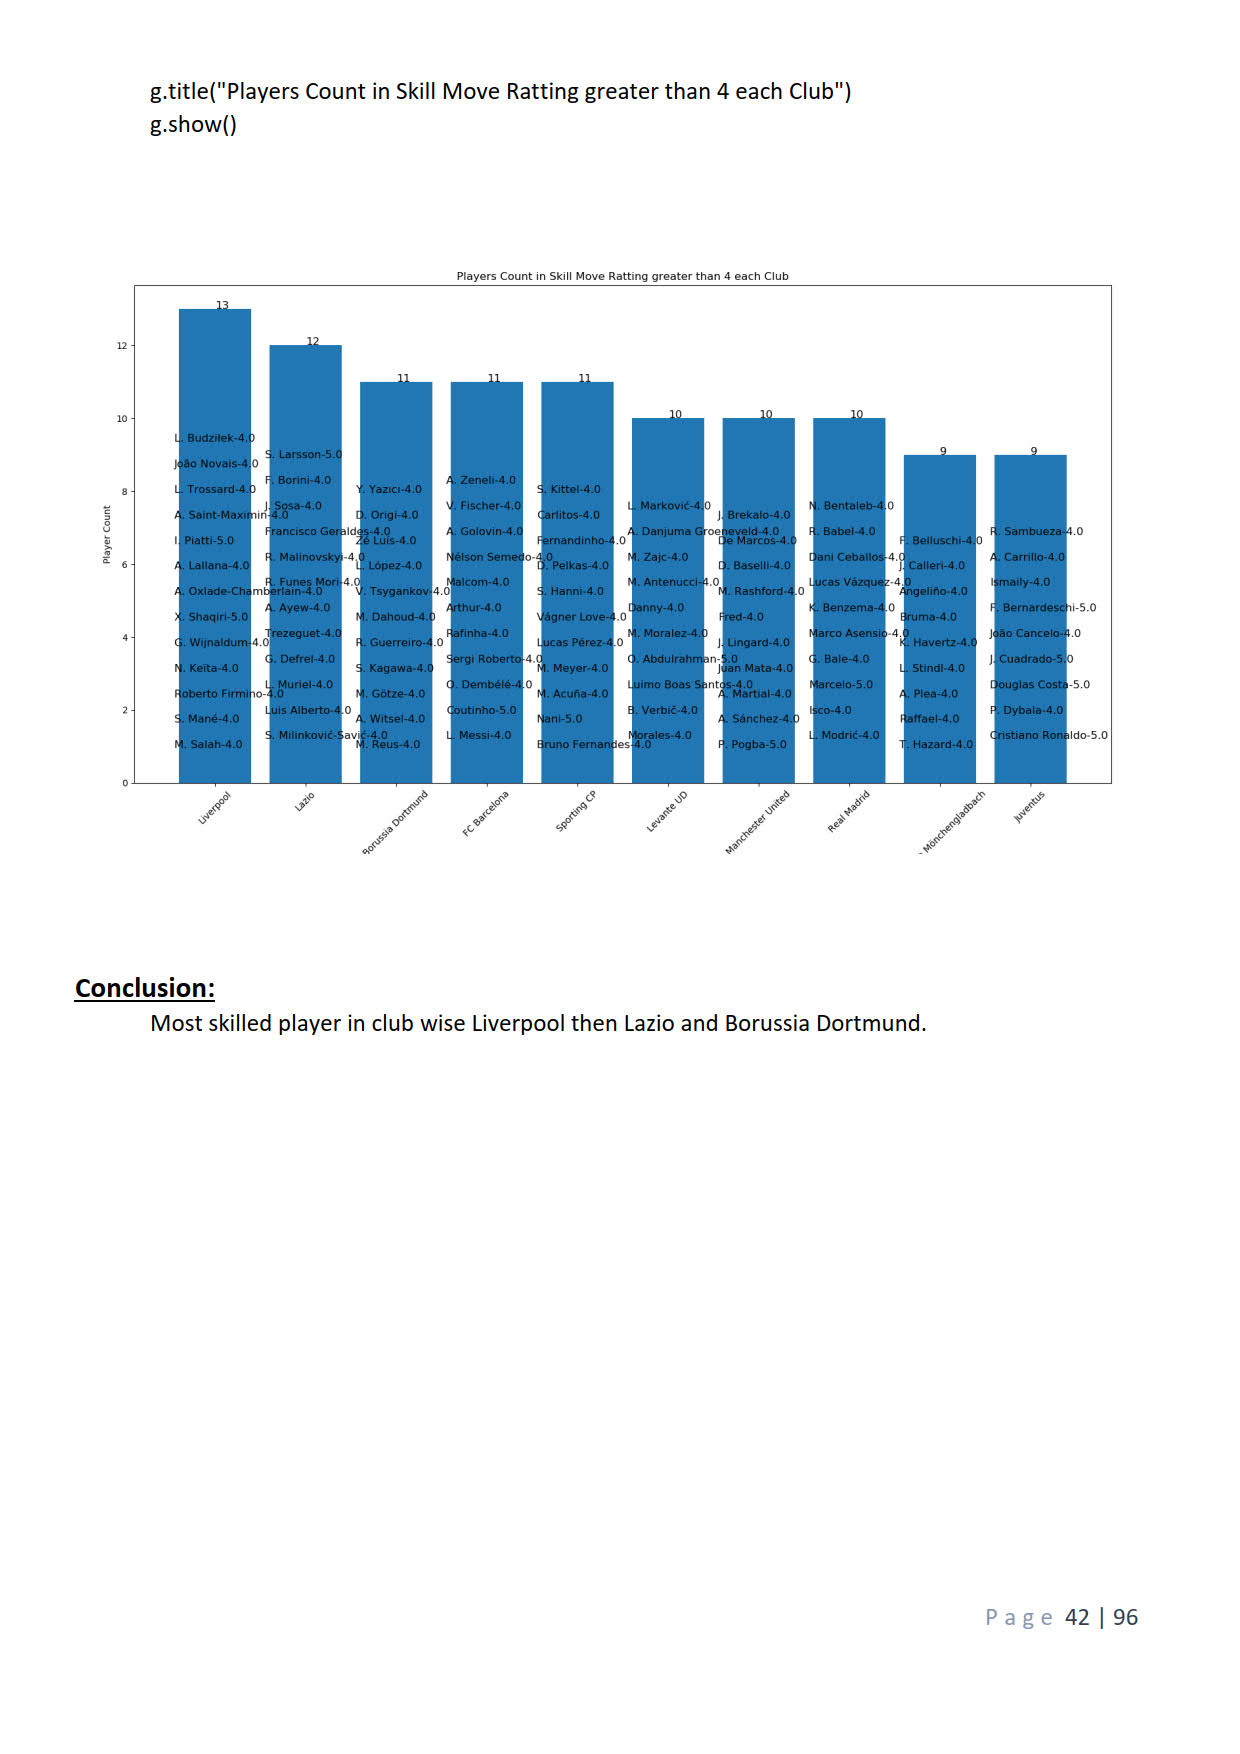 g.title("Players Count in Skill Move Ratting greater than 4 each Club")
g.show()
Players Count in Skill Move Ratting greater than 4 each Club
Player Count
12
10
8
6
4
2
0
13
L. Budziłek-4.0
João Novais-4.0
L. Trossard-4.0
A. Saint-Maximin-4.0
I. Piatti-5.0
A. Lallana-4.0
A. Oxlade-Chamberlain-4.0
X. Shaqiri-5.0
G. Wijnaldum-4.0
N. Keïta-4.0
Roberto Firmino-4.0
S. Mané-4.0
M. Salah-4.0
Liverpool
12
S. Larsson-5.0
F. Borini-4.0
J. Sosa-4.0
Francisco Geraldes-4.0
R. Malinovskyi-4.0
R. Funes Mori-4.0
A. Ayew-4.0
Trezeguet-4.0
G. Defrel-4.0
L. Muriel-4.0
Luis Alberto-4.0
S. Milinković-Savić-4.0
Lazio
11
Y. Yazıcı-4.0
D. Origi-4.0
Zé Luís-4.0
L. López-4.0
V. Tsygankov-4.0
M. Dahoud-4.0
R. Guerreiro-4.0
S. Kagawa-4.0
M. Götze-4.0
A. Witsel-4.0
M. Reus-4.0
Borussia Dortmund
11
A. Zeneli-4.0
V. Fischer-4.0
A. Golovin-4.0
Nélson Semedo-4.0
Malcom-4.0
Arthur-4.0
Rafinha-4.0
Sergi Roberto-4.0
O. Dembélé-4.0
Coutinho-5.0
L. Messi-4.0
FC Barcelona
11
S. Kittel-4.0
Carlitos-4.0
Fernandinho-4.0
D. Pelkas-4.0
S. Hanni-4.0
Vágner Love-4.0
Lucas Pérez-4.0
M. Meyer-4.0
M. Acuña-4.0
Nani-5.0
Bruno Fernandes-4.0
Sporting CP
10
L. Marković-4.0
A. Danjuma Groeneveld-4.0
M. Zajc-4.0
M. Antenucci-4.0
Danny-4.0
M. Moralez-4.0
O. Abdulrahman-5.0
Luimo Boas Santos-4.0
B. Verbič-4.0
Morales-4.0
Levante UD
10
J. Brekalo-4.0
De Marcos-4.0
D. Baselli-4.0
M. Rashford-4.0
Fred-4.0
J. Lingard-4.0
Juan Mata-4.0
A. Martial-4.0
A. Sánchez-4.0
P. Pogba-5.0
Manchester United
10
N. Bentaleb-4.0
R. Babel-4.0
Dani Ceballos-4.0
Lucas Vázquez-4.0
K. Benzema-4.0
Marco Asensio-4.0
G. Bale-4.0
Marcelo-5.0
Isco-4.0
L. Modrić-4.0
Real Madrid
9
F. Belluschi-4.0
J. Calleri-4.0
Angeliño-4.0
Bruma-4.0
K. Havertz-4.0
L. Stindl-4.0
A. Plea-4.0
Raffael-4.0
T. Hazard-4.0
Mönchengladbach
9
R. Sambueza-4.0
A. Carrillo-4.0
Ismaily-4.0
F. Bernardeschi-5.0
João Cancelo-4.0
J. Cuadrado-5.0
Douglas Costa-5.0
P. Dybala-4.0
Cristiano Ronaldo-5.0
Juventus
Conclusion:
Most skilled player in club wise Liverpool then Lazio and Borussia Dortmund.
Page 42 | 96